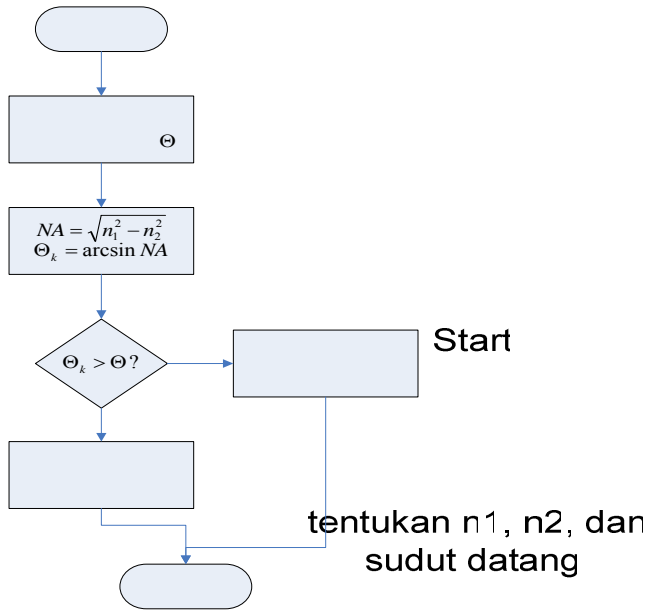 Θ
NA = √(n₁² − n₂²)
Θₖ = arcsin NA
Θₖ > Θ ?
Start
tentukan n1, n2, dan
sudut datang